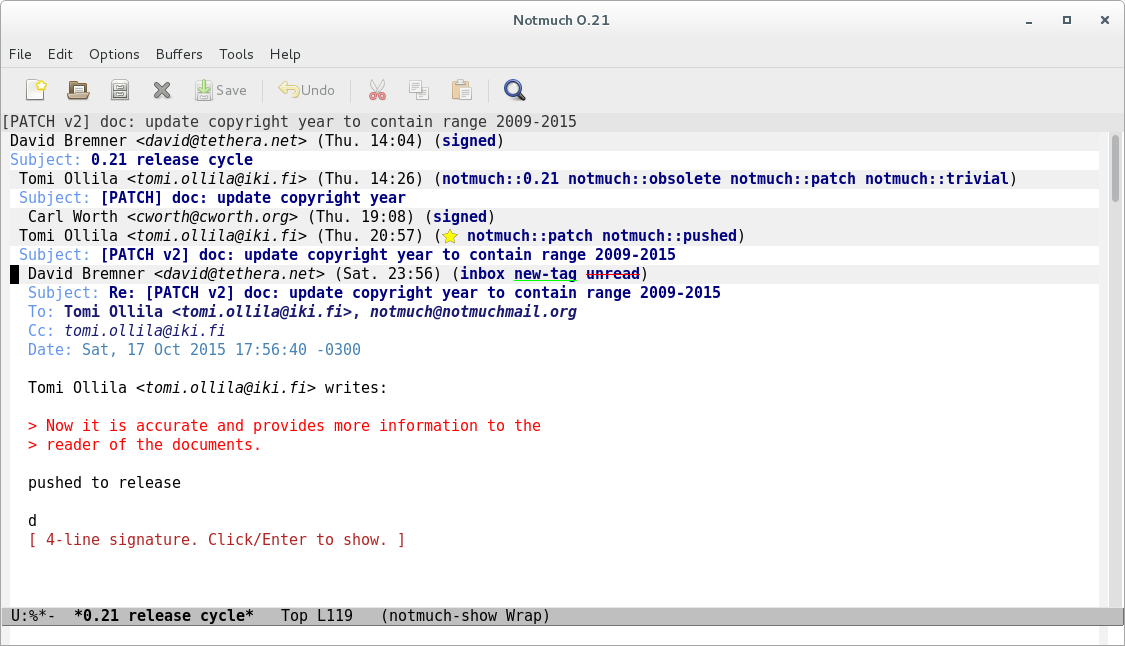 Notmuch 0.21
File Edit Options Buffers Tools Help
Save Undo
[PATCH v2] doc: update copyright year to contain range 2009-2015
David Bremner <david@tethera.net> (Thu. 14:04) (signed)
Subject: 0.21 release cycle
Tomi Ollila <tomi.ollila@iki.fi> (Thu. 14:26) (notmuch::0.21 notmuch::obsolete notmuch::patch notmuch::trivial)
Subject: [PATCH] doc: update copyright year
Carl Worth <cworth@cworth.org> (Thu. 19:08) (signed)
Tomi Ollila <tomi.ollila@iki.fi> (Thu. 20:57) (⭐ notmuch::patch notmuch::pushed)
Subject: [PATCH v2] doc: update copyright year to contain range 2009-2015
David Bremner <david@tethera.net> (Sat. 23:56) (inbox new-tag unread)
Subject: Re: [PATCH v2] doc: update copyright year to contain range 2009-2015
To: Tomi Ollila <tomi.ollila@iki.fi>, notmuch@notmuchmail.org
Cc: tomi.ollila@iki.fi
Date: Sat, 17 Oct 2015 17:56:40 -0300
Tomi Ollila <tomi.ollila@iki.fi> writes:
> Now it is accurate and provides more information to the
> reader of the documents.
pushed to release
d
[ 4-line signature. Click/Enter to show. ]
U:%*-  *0.21 release cycle*   Top L119   (notmuch-show Wrap)